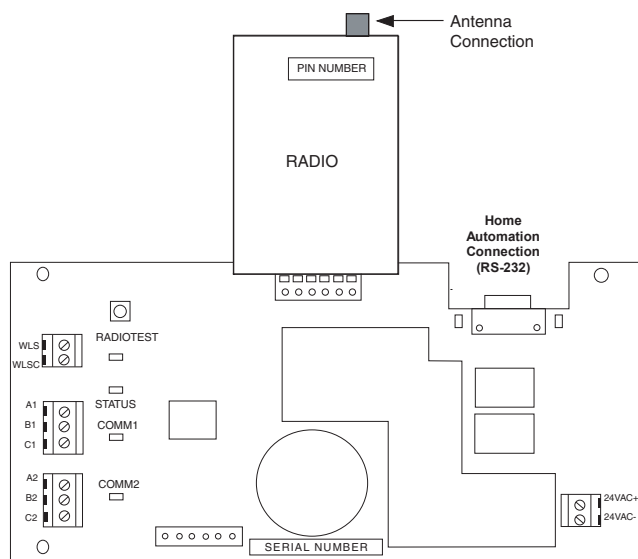 Antenna
Connection
PIN NUMBER
RADIO
Home
Automation
Connection
(RS-232)
RADIOTEST
WLS
WLSC
STATUS
A1
B1
C1
COMM1
A2
B2
C2
COMM2
24VAC+
24VAC-
SERIAL NUMBER